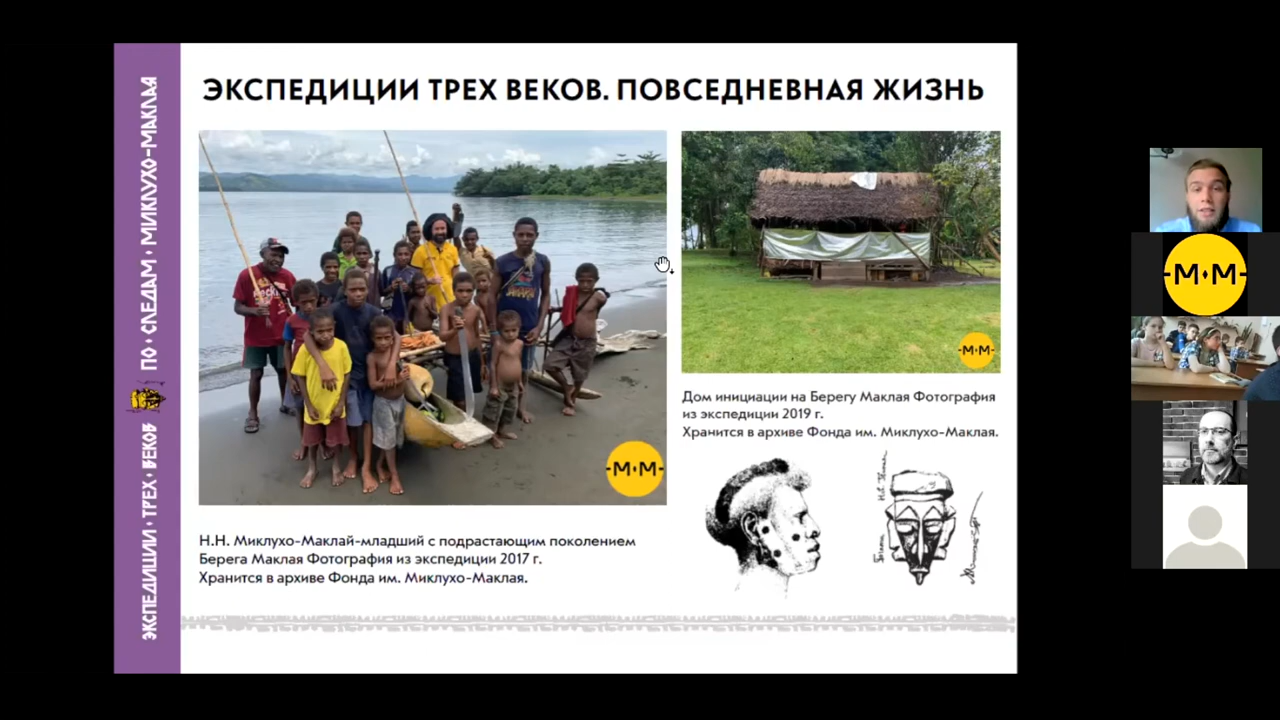 ЭКСПЕДИЦИИ ТРЕХ ВЕКОВ. ПОВСЕДНЕВНАЯ ЖИЗНЬ
ЭКСПЕДИЦИИ • ТРЕХ • ВЕКОВ
ПО • СЛЕДАМ • МИКЛУХО-МАКЛАЯ
-М•М-
-М•М-
Дом инициации на Берегу Маклая Фотография
из экспедиции 2019 г.
Хранится в архиве Фонда им. Миклухо-Маклая.
Н.Н. Миклухо-Маклай-младший с подрастающим поколением
Берега Маклая Фотография из экспедиции 2017 г.
Хранится в архиве Фонда им. Миклухо-Маклая.
-М•М-